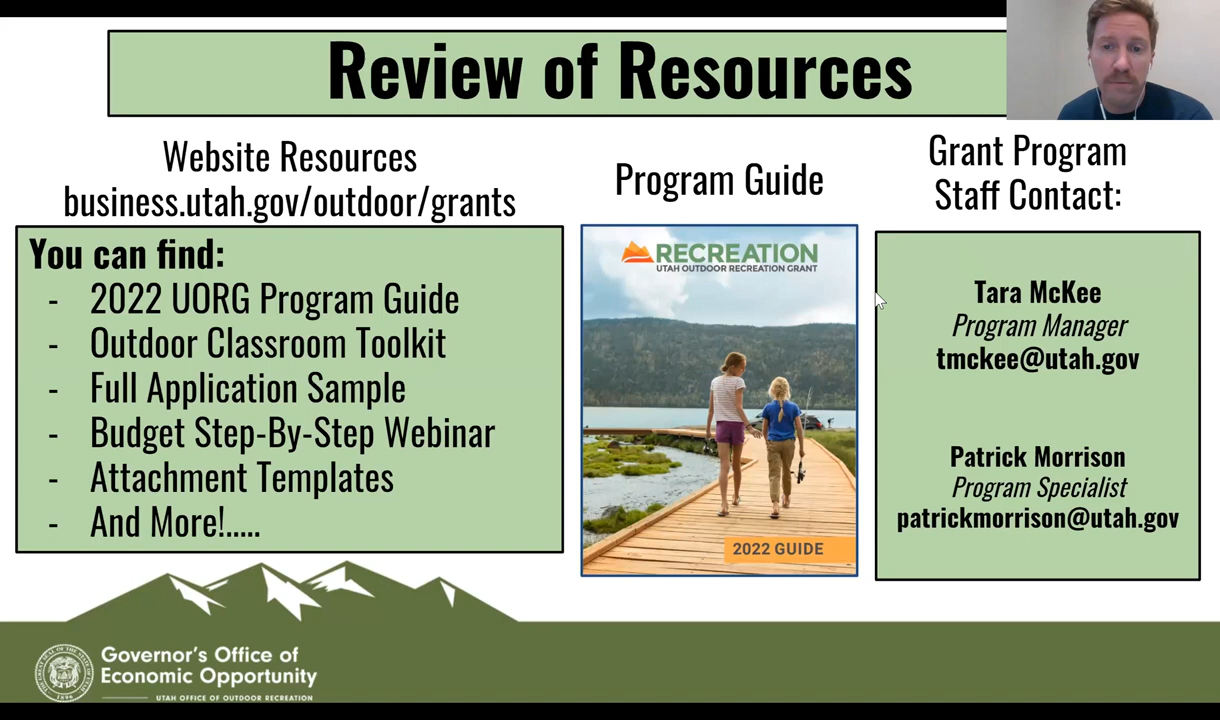 Review of Resources
Website Resources
business.utah.gov/outdoor/grants
You can find:
- 2022 UORG Program Guide
- Outdoor Classroom Toolkit
- Full Application Sample
- Budget Step-By-Step Webinar
- Attachment Templates
- And More!.....
Program Guide
RECREATION
UTAH OUTDOOR RECREATION GRANT
2022 GUIDE
Grant Program
Staff Contact:
Tara McKee
Program Manager
tmckee@utah.gov
Patrick Morrison
Program Specialist
patrickmorrison@utah.gov
Governor's Office of
Economic Opportunity
UTAH OFFICE OF OUTDOOR RECREATION